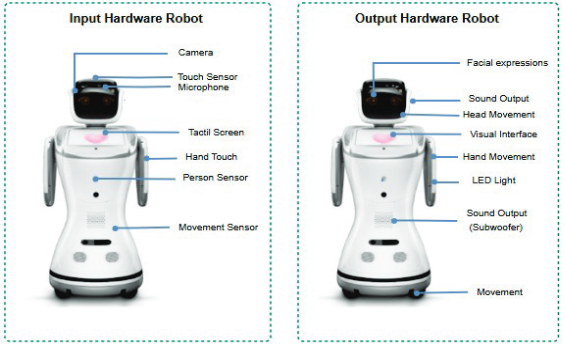 Input Hardware Robot
Camera
Touch Sensor
Microphone
Tactil Screen
Hand Touch
Person Sensor
Movement Sensor
Output Hardware Robot
Facial expressions
Sound Output
Head Movement
Visual Interface
Hand Movement
LED Light
Sound Output
(Subwoofer)
Movement